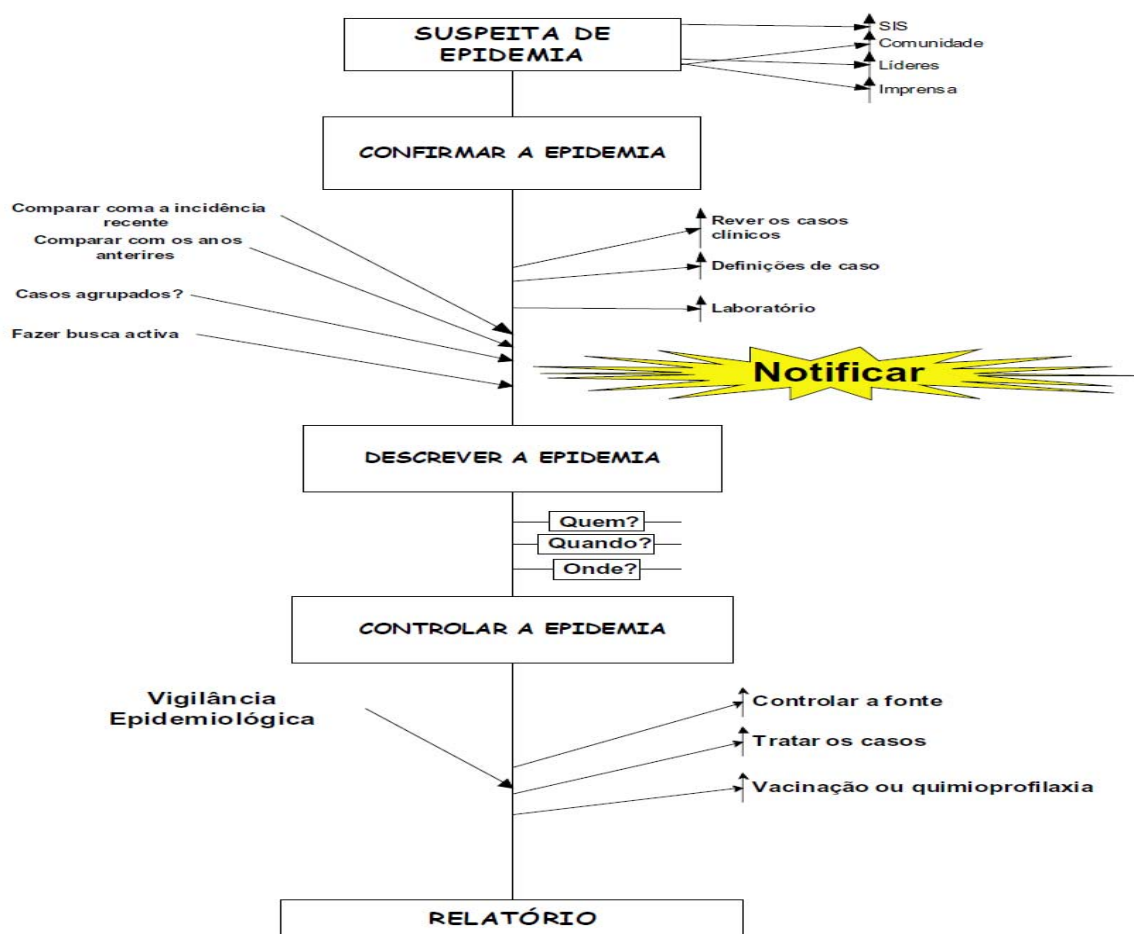 SUSPEITA DE
EPIDEMIA
SIS
Comunidade
Líderes
Imprensa
CONFIRMAR A EPIDEMIA
Comparar coma a incidência
recente
Comparar com os anos
anterires
Casos agrupados?
Fazer busca activa
Rever os casos
clínicos
Definições de caso
Laboratório
Notificar
DESCREVER A EPIDEMIA
Quem?
Quando?
Onde?
CONTROLAR A EPIDEMIA
Vigilância
Epidemiológica
Controlar a fonte
Tratar os casos
Vacinação ou quimioprofilaxia
RELATÓRIO